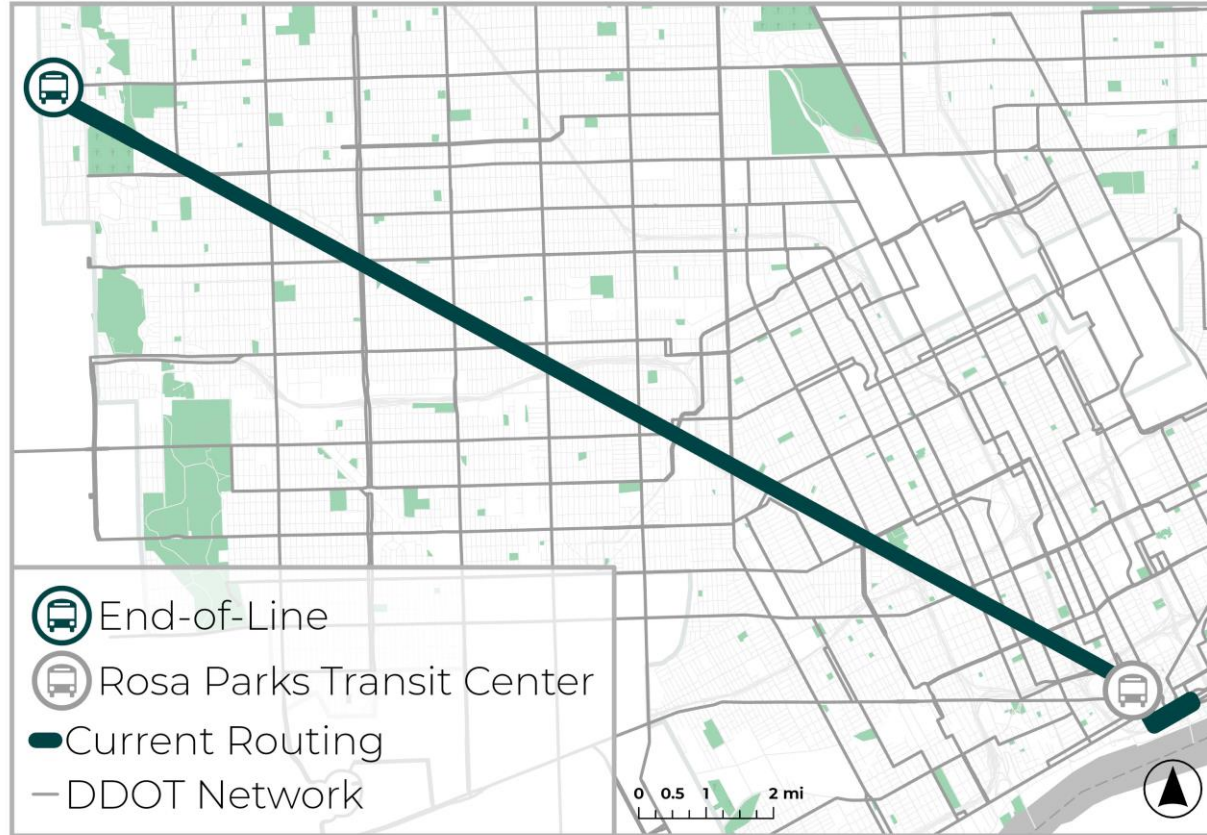 End-of-Line
Rosa Parks Transit Center
Current Routing
DDOT Network
0 0.5 1 2 mi